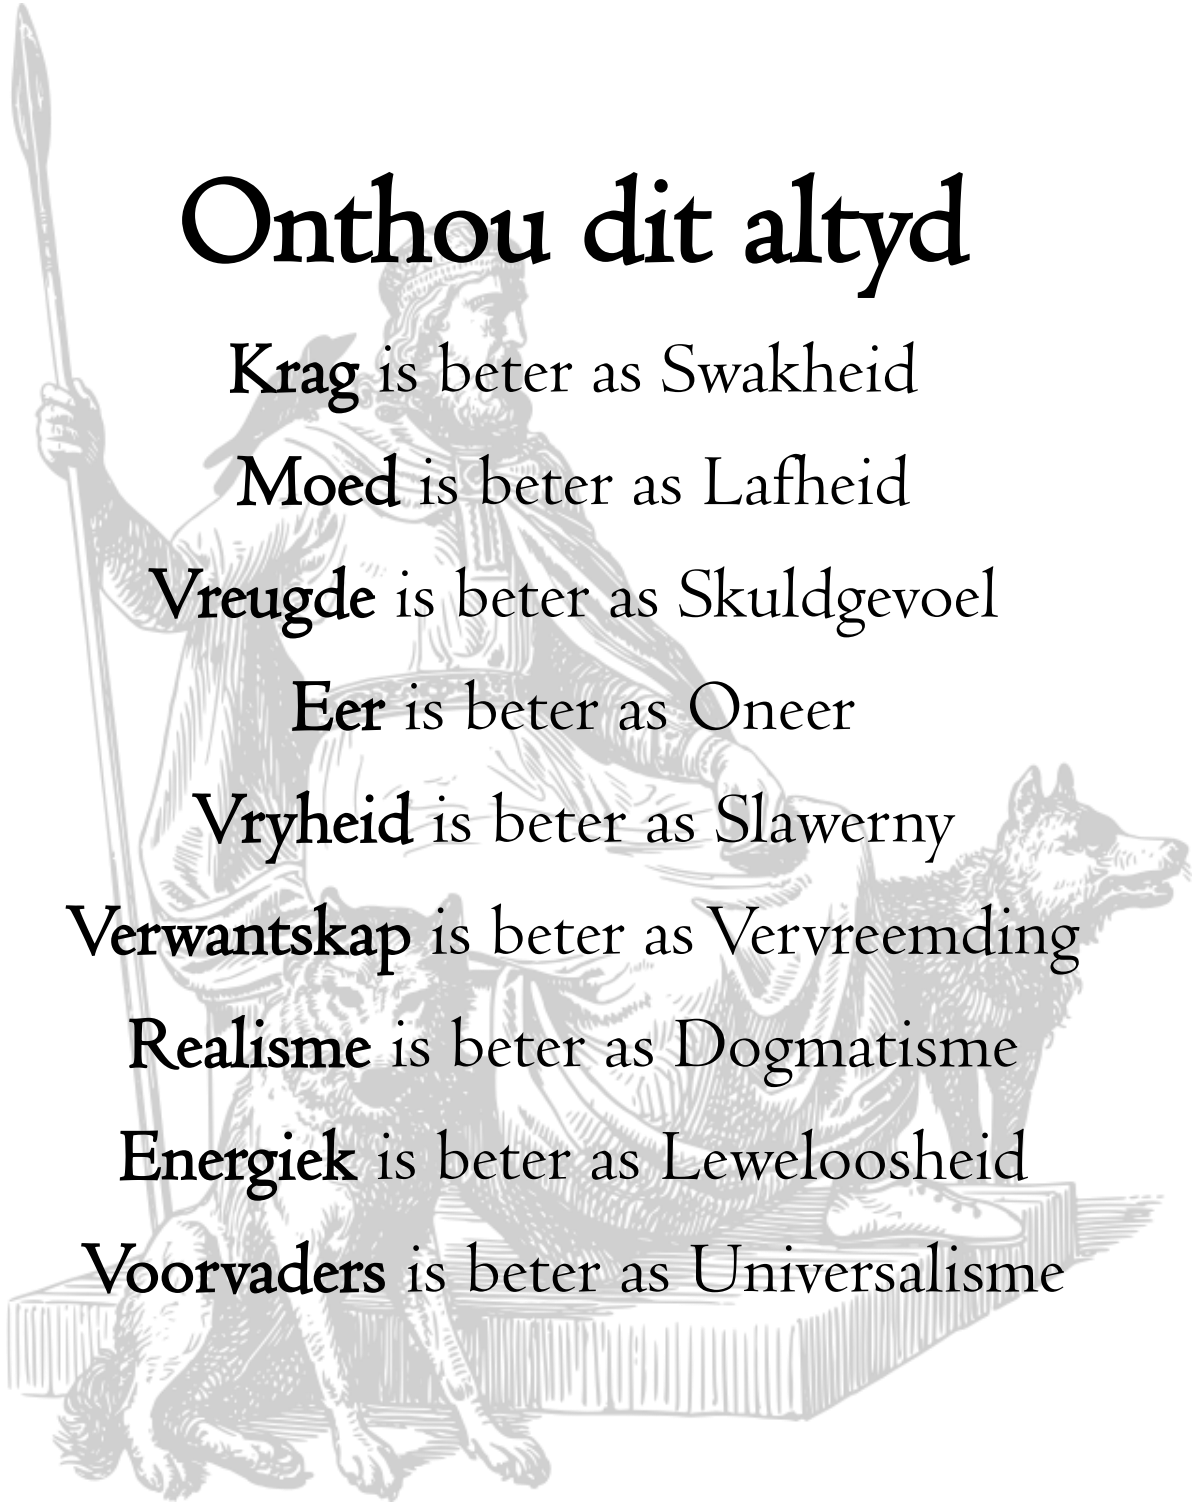 Onthou dit altyd
Krag is beter as Swakheid
Moed is beter as Lafheid
Vreugde is beter as Skuldgevoel
Eer is beter as Oneer
Vryheid is beter as Slawerny
Verwantskap is beter as Vervreemding
Realisme is beter as Dogmatisme
Energiek is beter as Leweloosheid
Voorvaders is beter as Universalisme